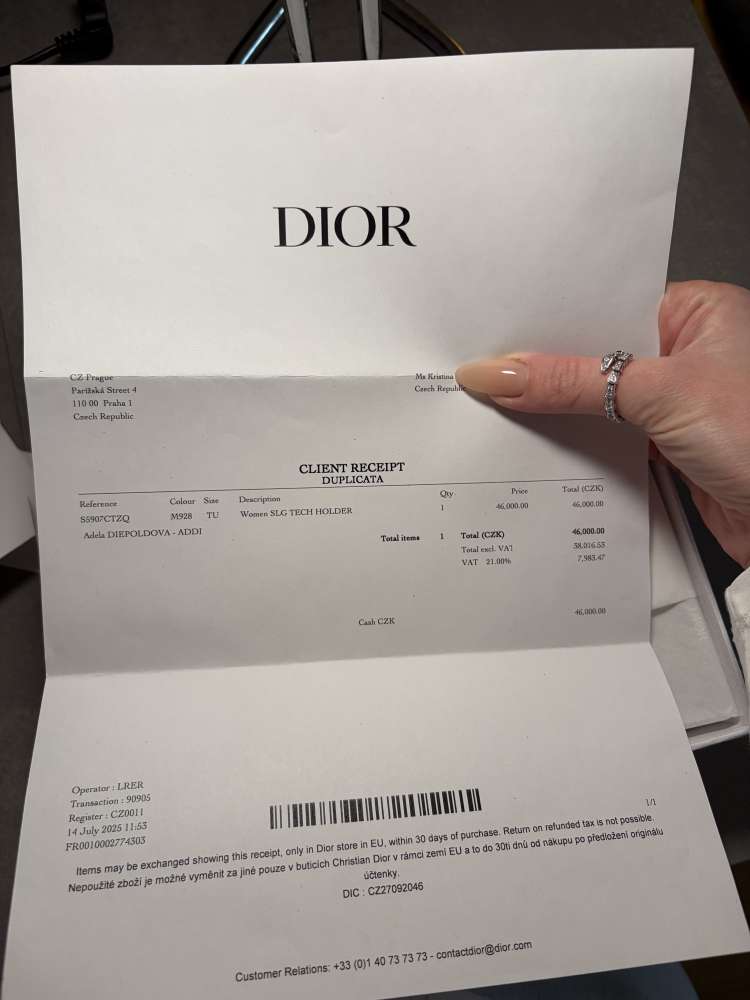 DIOR
CZ Prague
Pařížská Street 4
110 00 Praha 1
Czech Republic
Ms Kristina
Czech Republic
CLIENT RECEIPT
DUPLICATA
Reference Colour Size Description Qty Price Total (CZK)
S5907CTZQ M928 TU Women SLG TECH HOLDER 1 46,000.00 46,000.00
Adela DIEPOLDOVA - ADDI
Total items 1 Total (CZK) 46,000.00
Total excl. VAT 38,016.53
VAT 21.00% 7,983.47
Cash CZK 46,000.00
Operator : LRER
Transaction : 90905
Register : CZ0011
14 July 2025 11:53
FR0010002774303
1/1
Items may be exchanged showing this receipt, only in Dior store in EU, within 30 days of purchase. Return on refunded tax is not possible.
Nepoužité zboží je možné vyměnit za jiné pouze v buticích Christian Dior v rámci zemí EU a to do 30ti dnů od nákupu po předložení originálu
účtenky.
DIC : CZ27092046
Customer Relations: +33 (0)1 40 73 73 73 - contactdior@dior.com